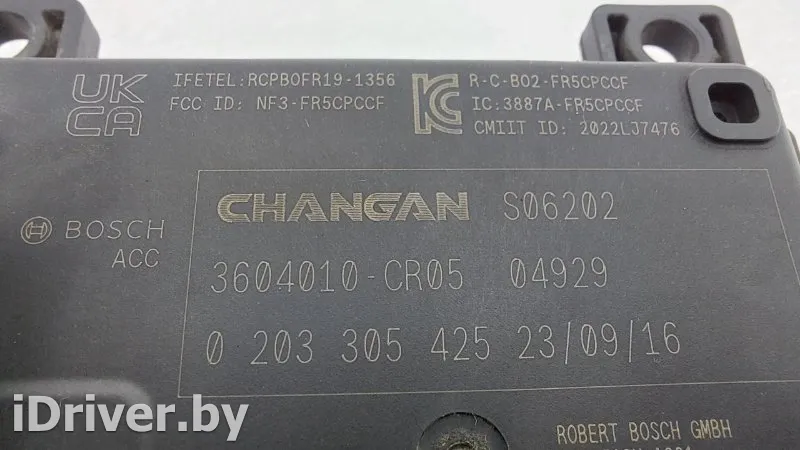 UK
CA
IFETEL:RCPBOFR19-1356
FCC ID: NF3-FR5CPCCF
R-C-BO2-FR5CPCCF
IC:3887A-FR5CPCCF
CMIIT ID: 2022LJ7476
BOSCH
ACC
CHANGAN S06202
3604010-CR05 04929
0 203 305 425 23/09/16
ROBERT BOSCH GMBH
iDriver.by